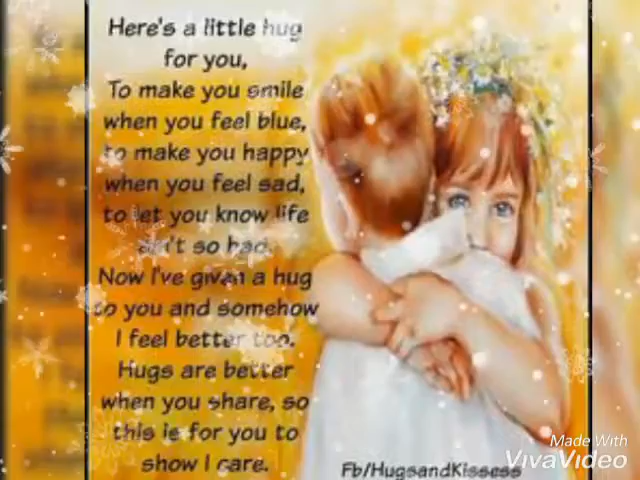 Here's a little hug
for you,
To make you smile
when you feel blue,
to make you happy
when you feel sad,
to let you know life
ain't so bad.
Now I've given a hug
to you and somehow
I feel better too.
Hugs are better
when you share, so
this is for you to
show I care.
Fb/HugsandKissess
Made With
VivaVideo